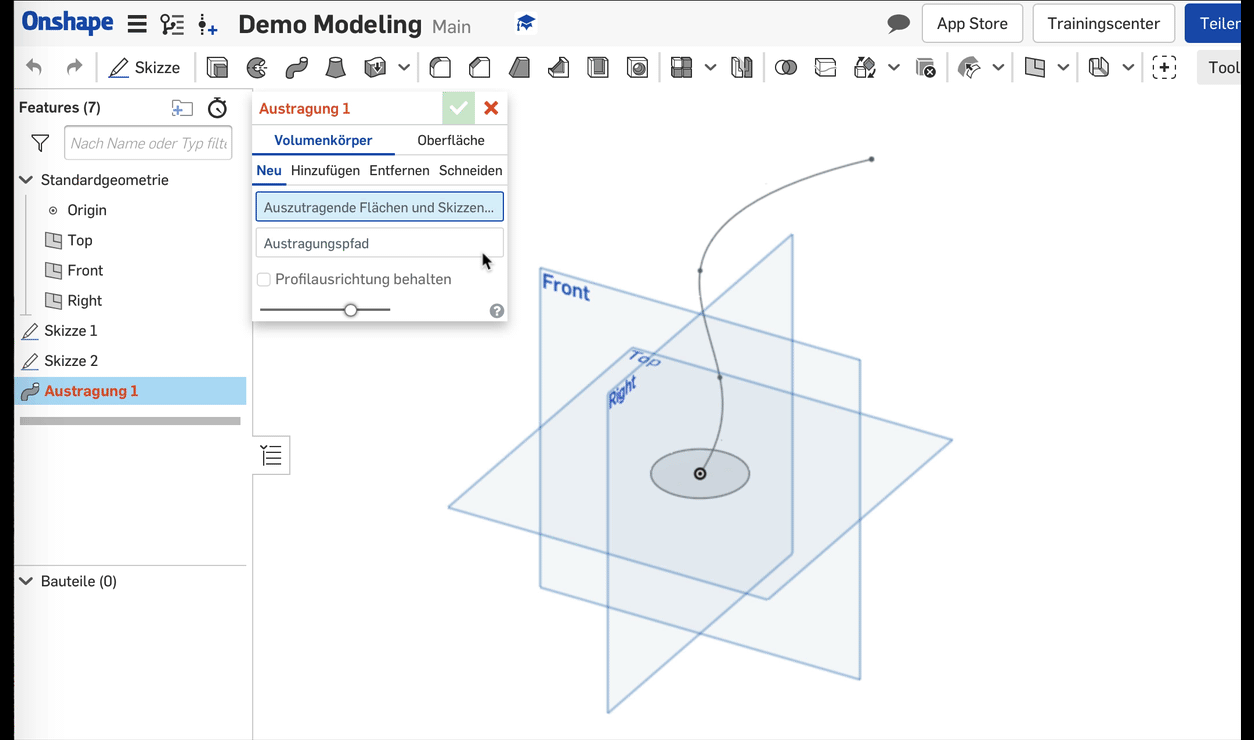 Onshape Demo Modeling Main App Store Trainingscenter Teilen
Skizze Tool
Features (7)
Nach Name oder Typ filte
Standardgeometrie
Origin
Top
Front
Right
Skizze 1
Skizze 2
Austragung 1
Bauteile (0)
Austragung 1
Volumenkörper Oberfläche
Neu Hinzufügen Entfernen Schneiden
Auszutragende Flächen und Skizzen...
Austragungspfad
Profilausrichtung behalten
Front
Top
Right